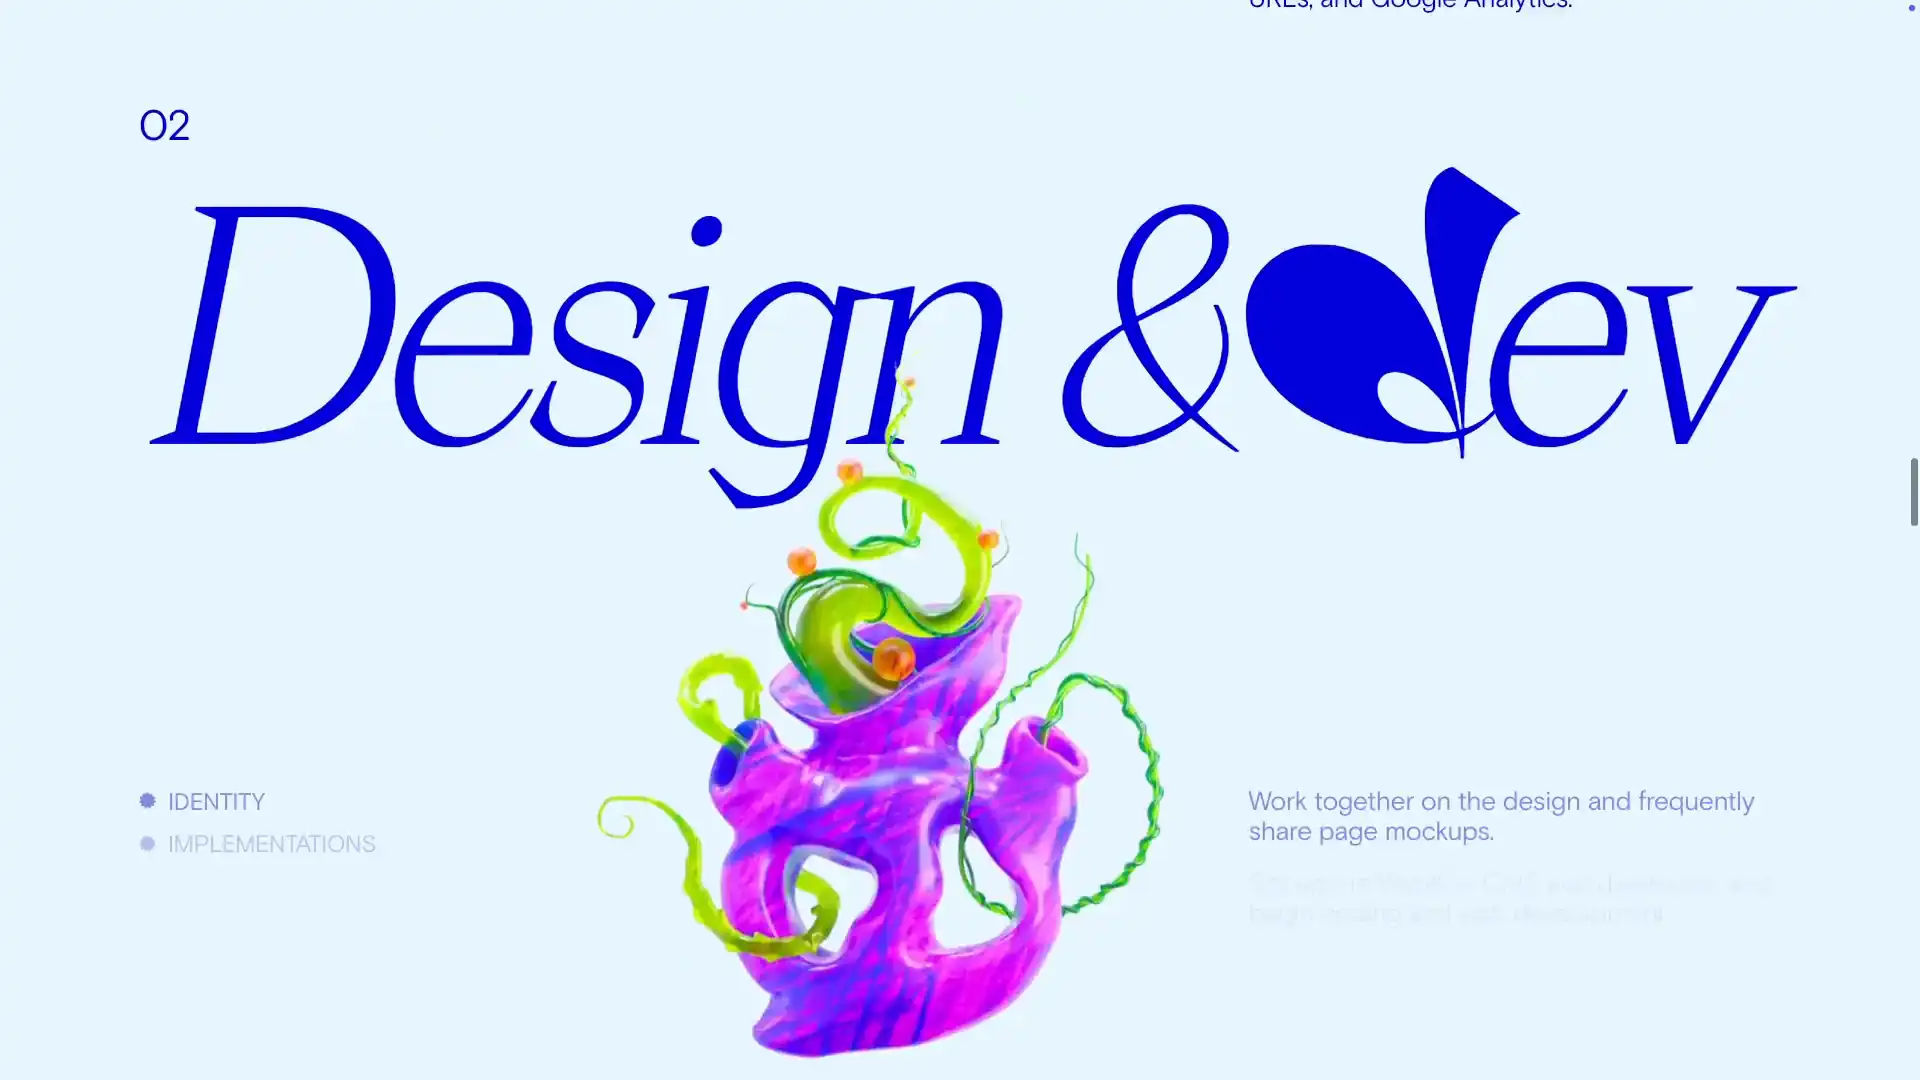 URLs, and Google Analytics.
02
Design & dev
IDENTITY
IMPLEMENTATIONS
Work together on the design and frequently
share page mockups.